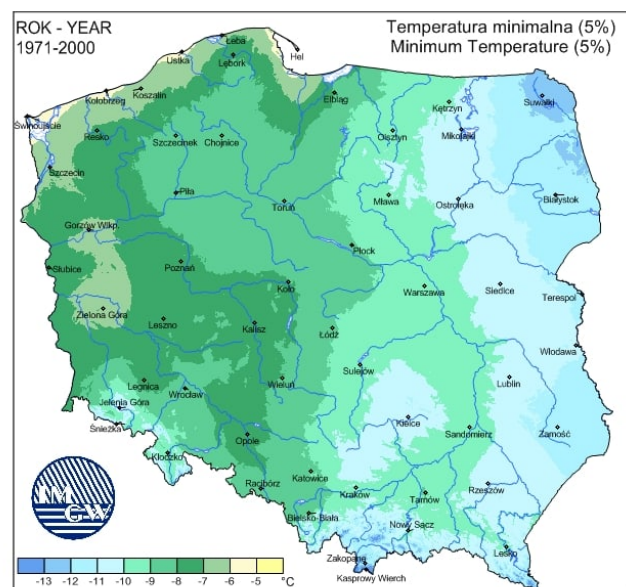 ROK - YEAR
1971-2000
Temperatura minimalna (5%)
Minimum Temperature (5%)
Łeba
Ustka
Hel
Lębork
Koszalin
Kołobrzeg
Elbląg
Suwałki
Kętrzyn
Świnoujście
Resko
Szczecinek
Chojnice
Olsztyn
Mikołajki
Szczecin
Piła
Toruń
Mława
Ostrołęka
Białystok
Gorzów Wlkp.
Płock
Słubice
Poznań
Koło
Warszawa
Siedlce
Terespol
Zielona Góra
Leszno
Kalisz
Łódź
Włodawa
Sulejów
Legnica
Wrocław
Wieluń
Lublin
Jelenia Góra
Śnieżka
Kielce
Opole
Sandomierz
Zamość
Kłodzko
Racibórz
Katowice
Kraków
Tarnów
Rzeszów
Bielsko-Biała
Nowy Sącz
Lesko
Zakopane
Kasprowy Wierch
IM
GW
-13 -12 -11 -10 -9 -8 -7 -6 -5 °C